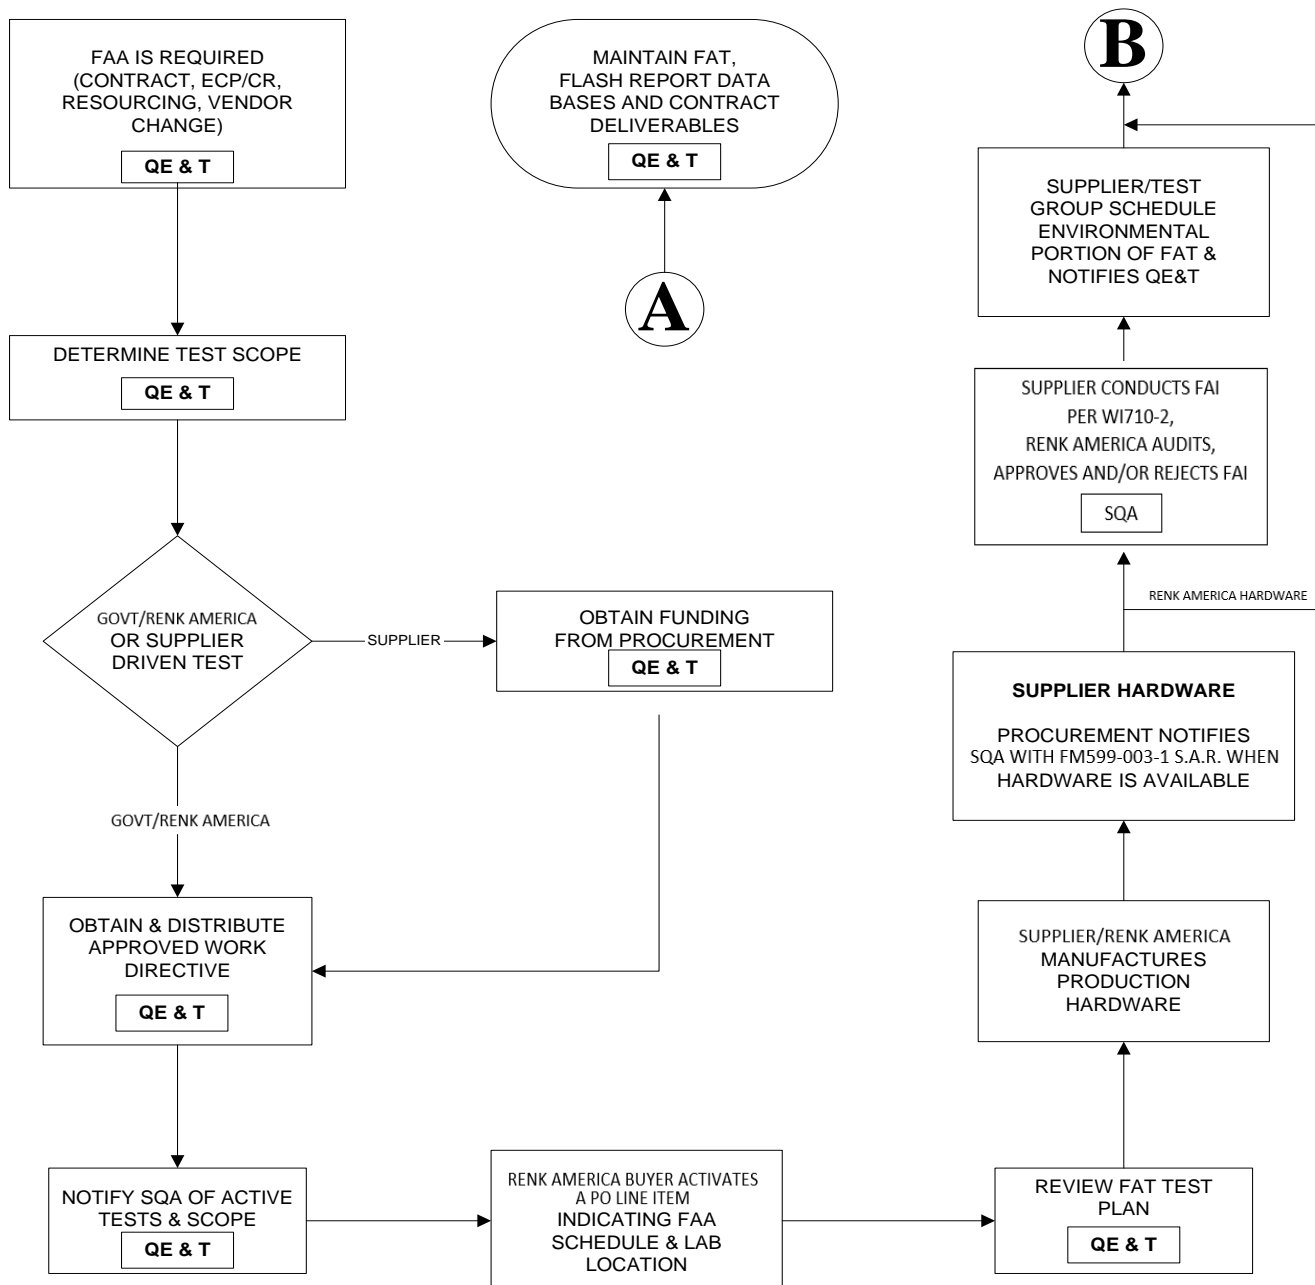 FAA IS REQUIRED
(CONTRACT, ECP/CR,
RESOURCING, VENDOR
CHANGE)
QE & T
MAINTAIN FAT,
FLASH REPORT DATA
BASES AND CONTRACT
DELIVERABLES
QE & T
A
B
SUPPLIER/TEST
GROUP SCHEDULE
ENVIRONMENTAL
PORTION OF FAT &
NOTIFIES QE&T
DETERMINE TEST SCOPE
QE & T
SUPPLIER CONDUCTS FAI
PER WI710-2,
RENK AMERICA AUDITS,
APPROVES AND/OR REJECTS FAI
SQA
RENK AMERICA HARDWARE
GOVT/RENK AMERICA
OR SUPPLIER
DRIVEN TEST
SUPPLIER
OBTAIN FUNDING
FROM PROCUREMENT
QE & T
SUPPLIER HARDWARE
PROCUREMENT NOTIFIES
SQA WITH FM599-003-1 S.A.R. WHEN
HARDWARE IS AVAILABLE
GOVT/RENK AMERICA
OBTAIN & DISTRIBUTE
APPROVED WORK
DIRECTIVE
QE & T
SUPPLIER/RENK AMERICA
MANUFACTURES
PRODUCTION
HARDWARE
NOTIFY SQA OF ACTIVE
TESTS & SCOPE
QE & T
RENK AMERICA BUYER ACTIVATES
A PO LINE ITEM
INDICATING FAA
SCHEDULE & LAB
LOCATION
REVIEW FAT TEST
PLAN
QE & T